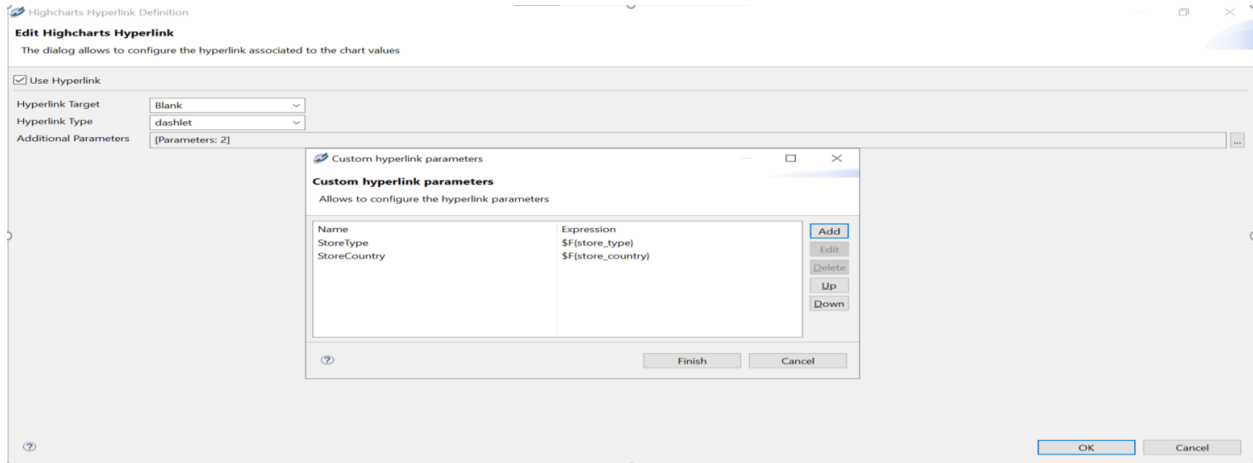 Highcharts Hyperlink Definition
Edit Highcharts Hyperlink
The dialog allows to configure the hyperlink associated to the chart values
Use Hyperlink
Hyperlink Target Blank
Hyperlink Type dashlet
Additional Parameters [Parameters: 2] ...
Custom hyperlink parameters
Custom hyperlink parameters
Allows to configure the hyperlink parameters
Name Expression Add
StoreType $F{store_type} Edit
StoreCountry $F{store_country}
Delete
Up
Down
Finish Cancel
OK Cancel